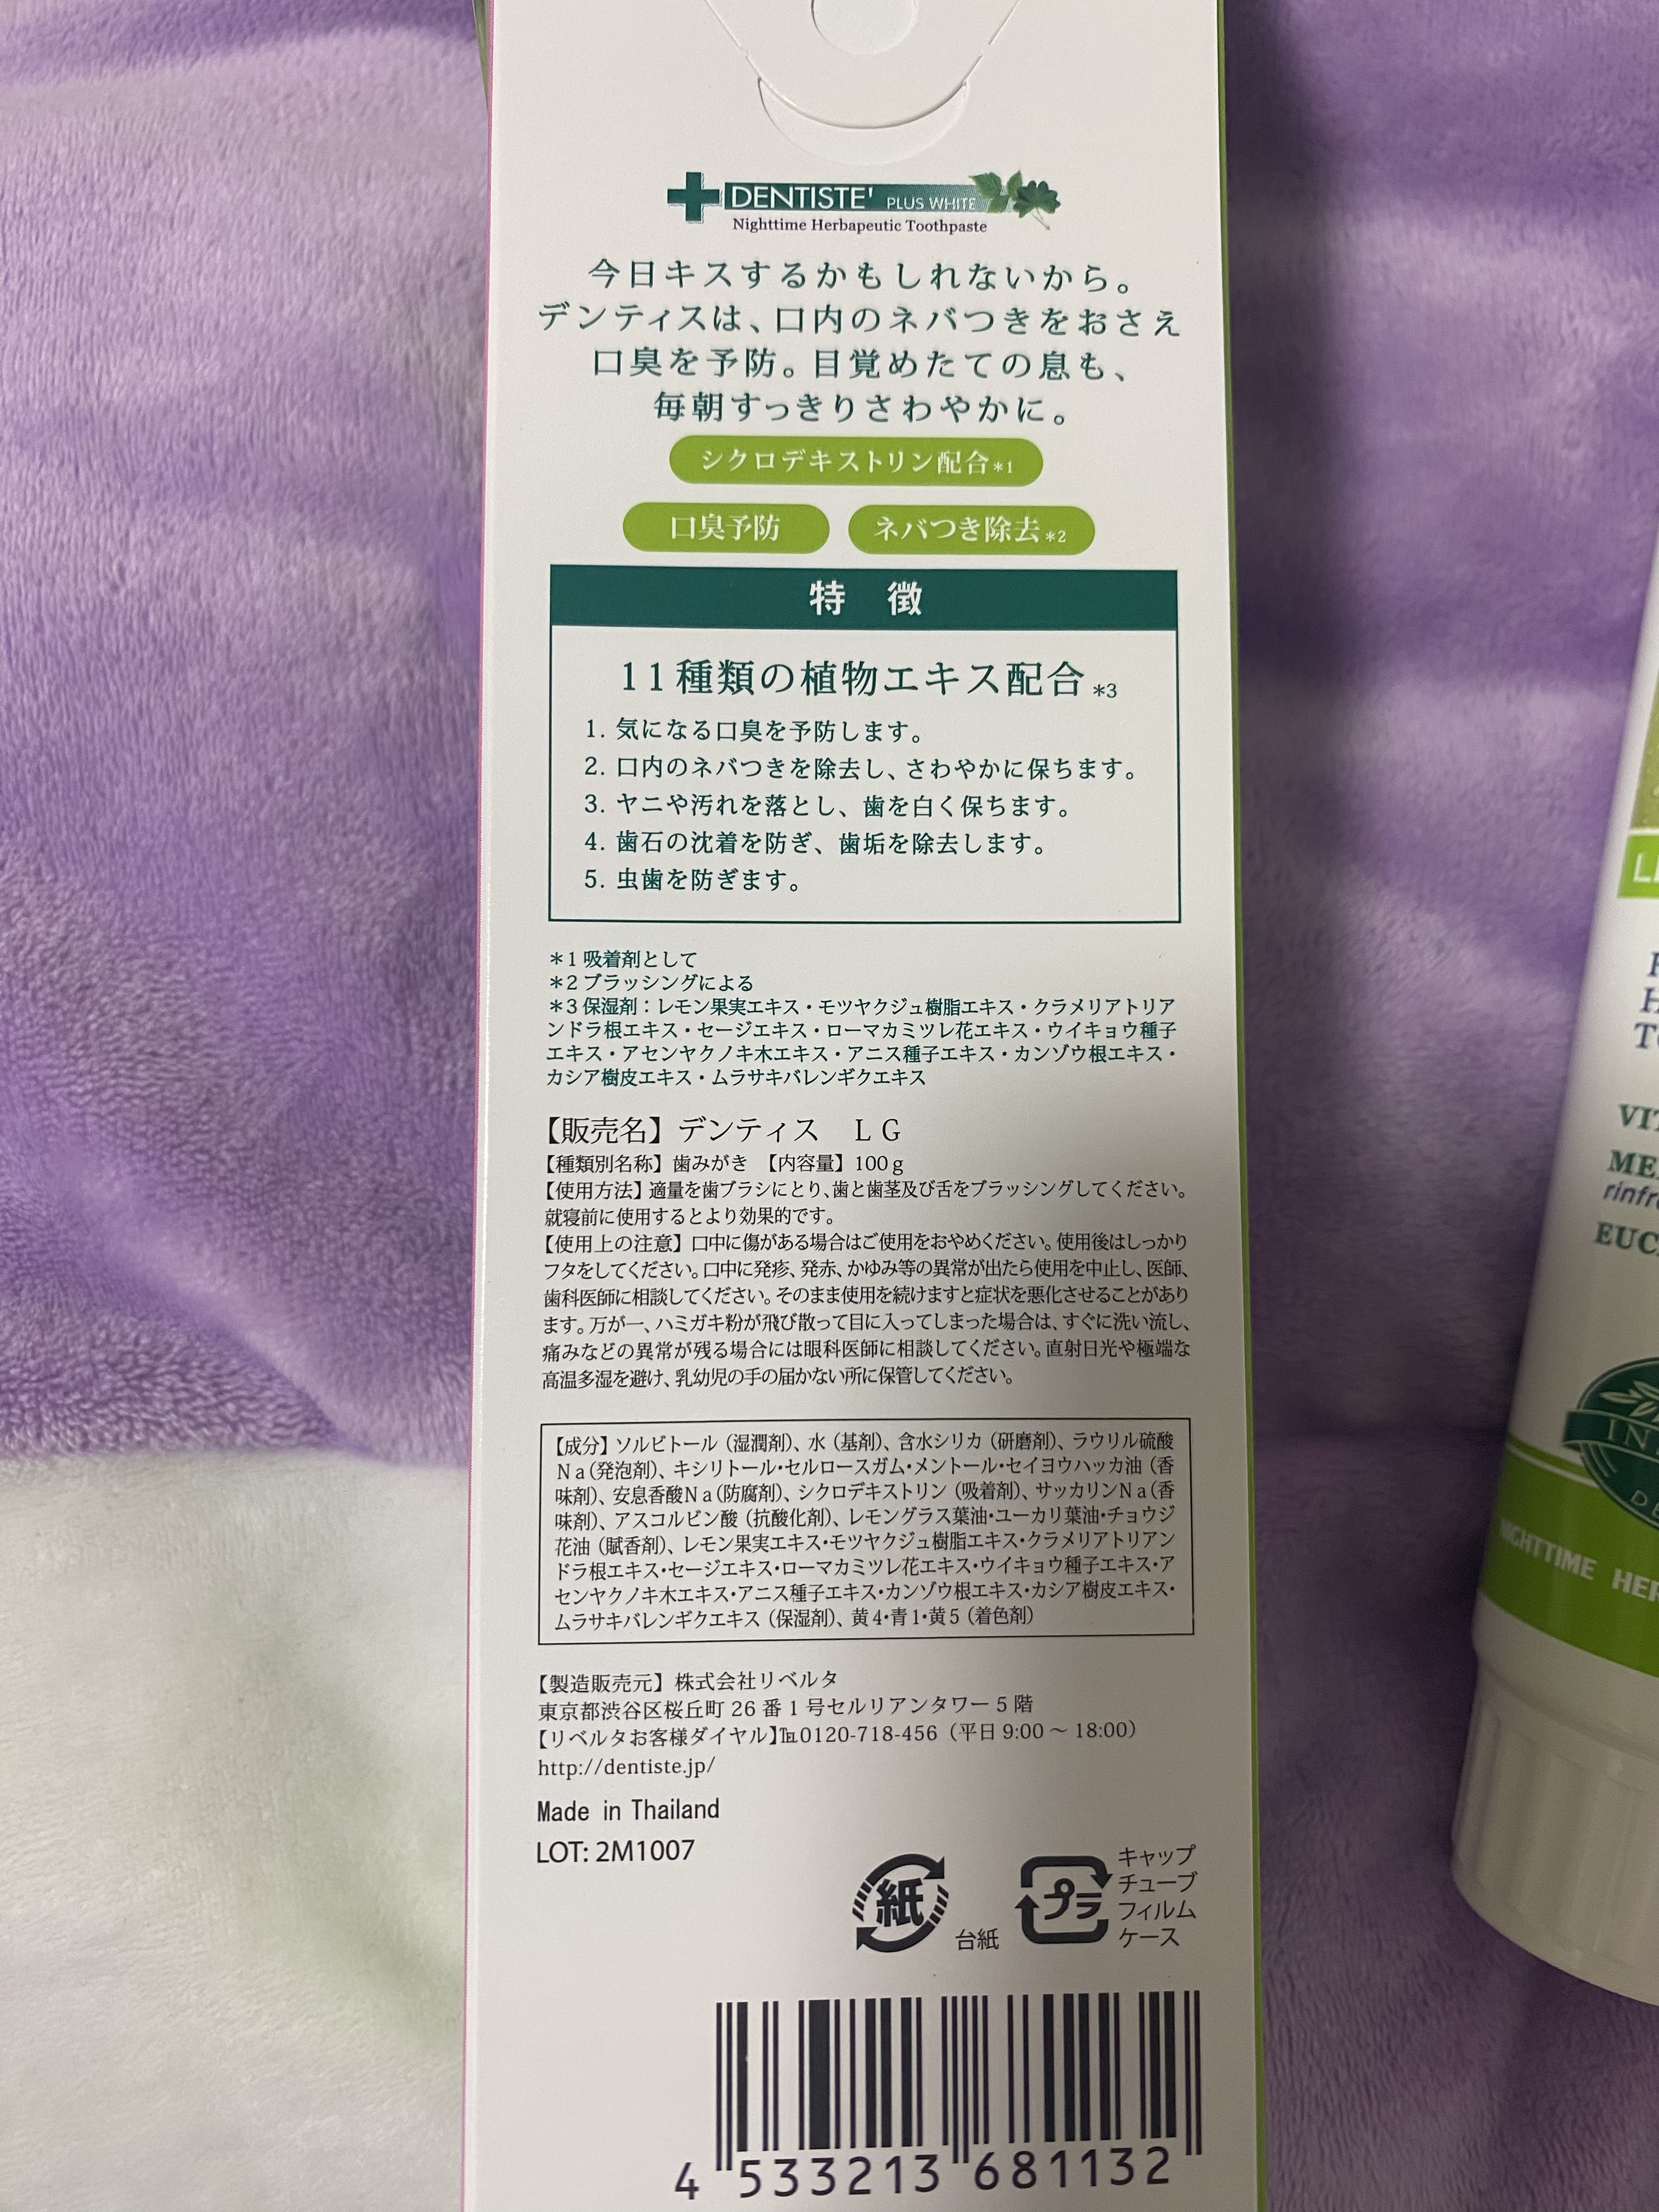 DENTISTE' PLUS WHITE
Nighttime Herbapeutic Toothpaste
今日キスするかもしれないから。
デンティスは、口内のネバつきをおさえ
口臭を予防。目覚めたての息も、
毎朝すっきりさわやかに。
シクロデキストリン配合*1
口臭予防 ネバつき除去*2
特 徴
11種類の植物エキス配合*3
1. 気になる口臭を予防します。
2. 口内のネバつきを除去し、さわやかに保ちます。
3. ヤニや汚れを落とし、歯を白く保ちます。
4. 歯石の沈着を防ぎ、歯垢を除去します。
5. 虫歯を防ぎます。
*1 吸着剤として
*2 ブラッシングによる
*3 保湿剤：レモン果実エキス・モツヤクジュ樹脂エキス・クラメリアトリア
ンドラ根エキス・セージエキス・ローマカミツレ花エキス・ウイキョウ種子
エキス・アセンヤクノキ木エキス・アニス種子エキス・カンゾウ根エキス・
カシア樹皮エキス・ムラサキバレンギクエキス
【販売名】デンティス ＬＧ
【種類別名称】歯みがき 【内容量】100ｇ
【使用方法】適量を歯ブラシにとり、歯と歯茎及び舌をブラッシングしてください。
就寝前に使用するとより効果的です。
【使用上の注意】口中に傷がある場合はご使用をおやめください。使用後はしっかり
フタをしてください。口中に発疹、発赤、かゆみ等の異常が出たら使用を中止し、医師、
歯科医師に相談してください。そのまま使用を続けますと症状を悪化させることがあり
ます。万が一、ハミガキ粉が飛び散って目に入ってしまった場合は、すぐに洗い流し、
痛みなどの異常が残る場合には眼科医師に相談してください。直射日光や極端な
高温多湿を避け、乳幼児の手の届かない所に保管してください。
【成分】ソルビトール（湿潤剤）、水（基剤）、含水シリカ（研磨剤）、ラウリル硫酸
Ｎａ（発泡剤）、キシリトール・セルロースガム・メントール・セイヨウハッカ油（香
味剤）、安息香酸Ｎａ（防腐剤）、シクロデキストリン（吸着剤）、サッカリンＮａ（香
味剤）、アスコルビン酸（抗酸化剤）、レモングラス葉油・ユーカリ葉油・チョウジ
花油（賦香剤）、レモン果実エキス・モツヤクジュ樹脂エキス・クラメリアトリアン
ドラ根エキス・セージエキス・ローマカミツレ花エキス・ウイキョウ種子エキス・ア
センヤクノキ木エキス・アニス種子エキス・カンゾウ根エキス・カシア樹皮エキス・
ムラサキバレンギクエキス（保湿剤）、黄4・青1・黄5（着色剤）
【製造販売元】株式会社リベルタ
東京都渋谷区桜丘町 26 番 1 号セルリアンタワー 5 階
【リベルタお客様ダイヤル】℡0120-718-456（平日 9:00 ～ 18:00）
http://dentiste.jp/
Made in Thailand
LOT: 2M1007
紙
台紙
プラ
キャップ
チューブ
フィルム
ケース
4 533213 681132
NIGHTTIME